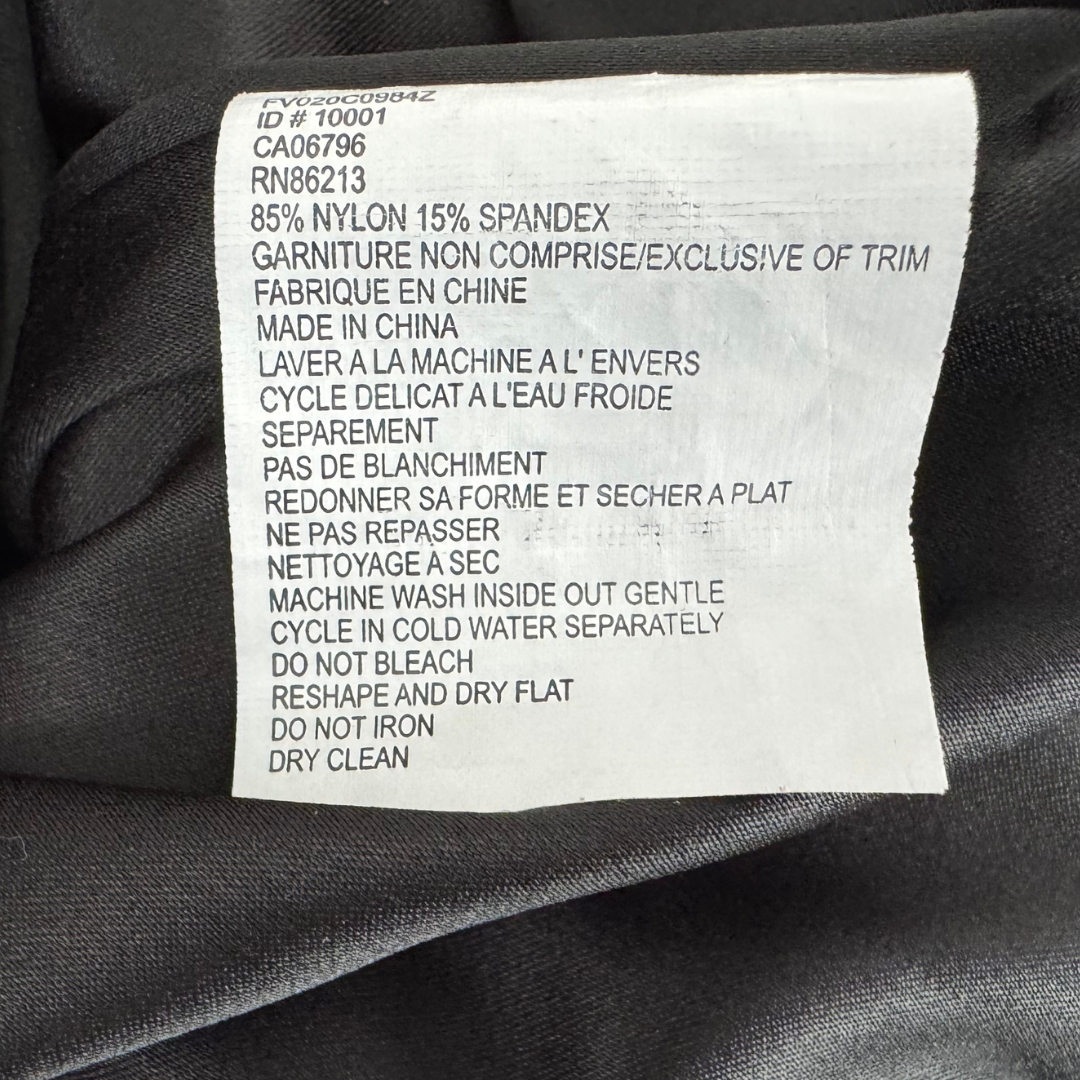 FV020C0984Z
ID # 10001
CA06796
RN86213
85% NYLON 15% SPANDEX
GARNITURE NON COMPRISE/EXCLUSIVE OF TRIM
FABRIQUE EN CHINE
MADE IN CHINA
LAVER A LA MACHINE A L' ENVERS
CYCLE DELICAT A L'EAU FROIDE
SEPAREMENT
PAS DE BLANCHIMENT
REDONNER SA FORME ET SECHER A PLAT
NE PAS REPASSER
NETTOYAGE A SEC
MACHINE WASH INSIDE OUT GENTLE
CYCLE IN COLD WATER SEPARATELY
DO NOT BLEACH
RESHAPE AND DRY FLAT
DO NOT IRON
DRY CLEAN